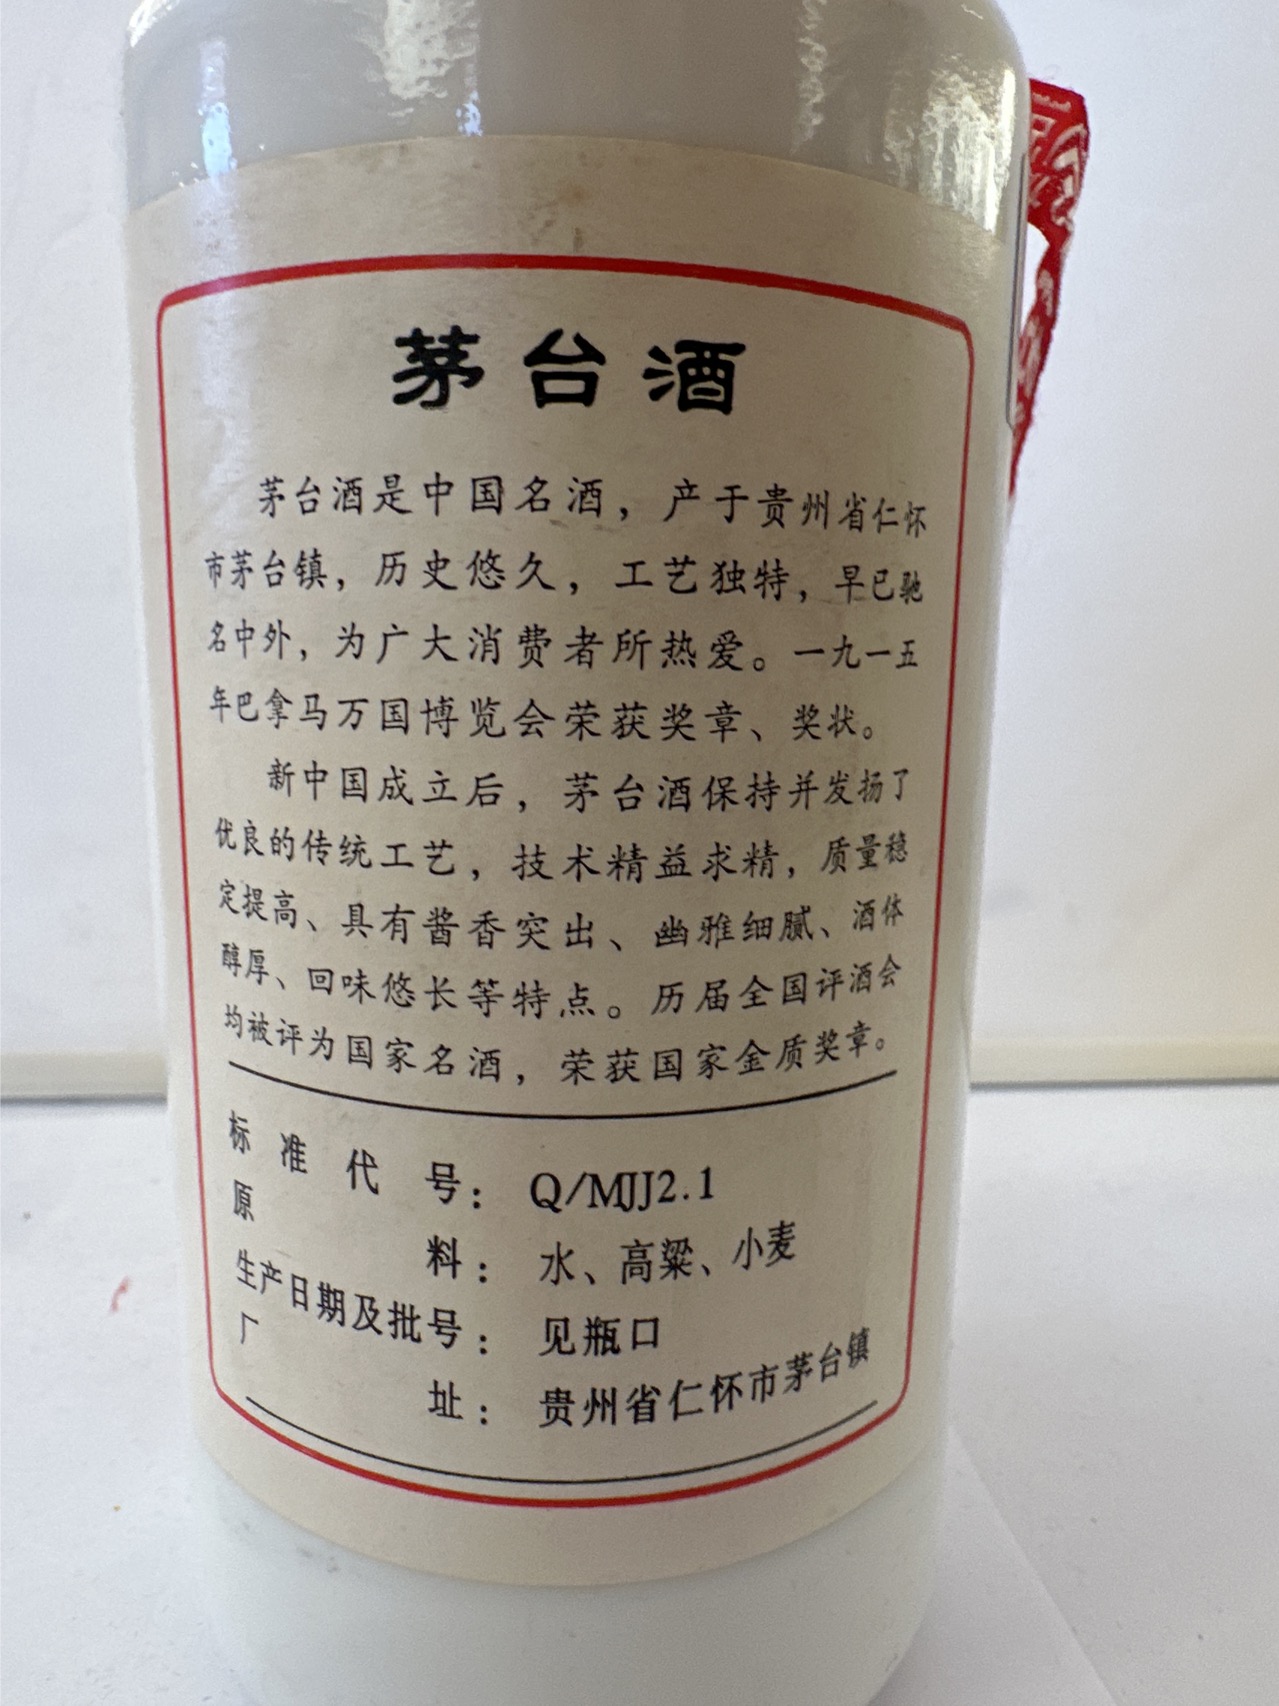 茅台酒
茅台酒是中国名酒，产于贵州省仁怀
市茅台镇，历史悠久，工艺独特，早已驰
名中外，为广大消费者所热爱。一九一五
年巴拿马万国博览会荣获奖章、奖状。
新中国成立后，茅台酒保持并发扬了
优良的传统工艺，技术精益求精，质量稳
定提高、具有酱香突出、幽雅细腻、酒体
醇厚、回味悠长等特点。历届全国评酒会
均被评为国家名酒，荣获国家金质奖章。
标准代号：Q/MJJ2.1
原料：水、高粱、小麦
生产日期及批号：见瓶口
厂址：贵州省仁怀市茅台镇